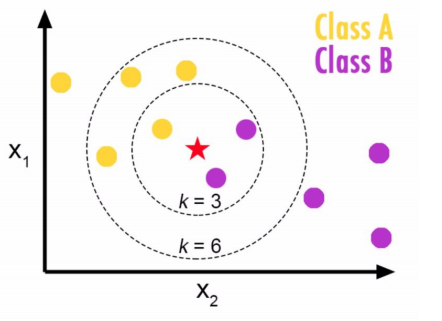 Class A
Class B
x1
k = 3
k = 6
x2